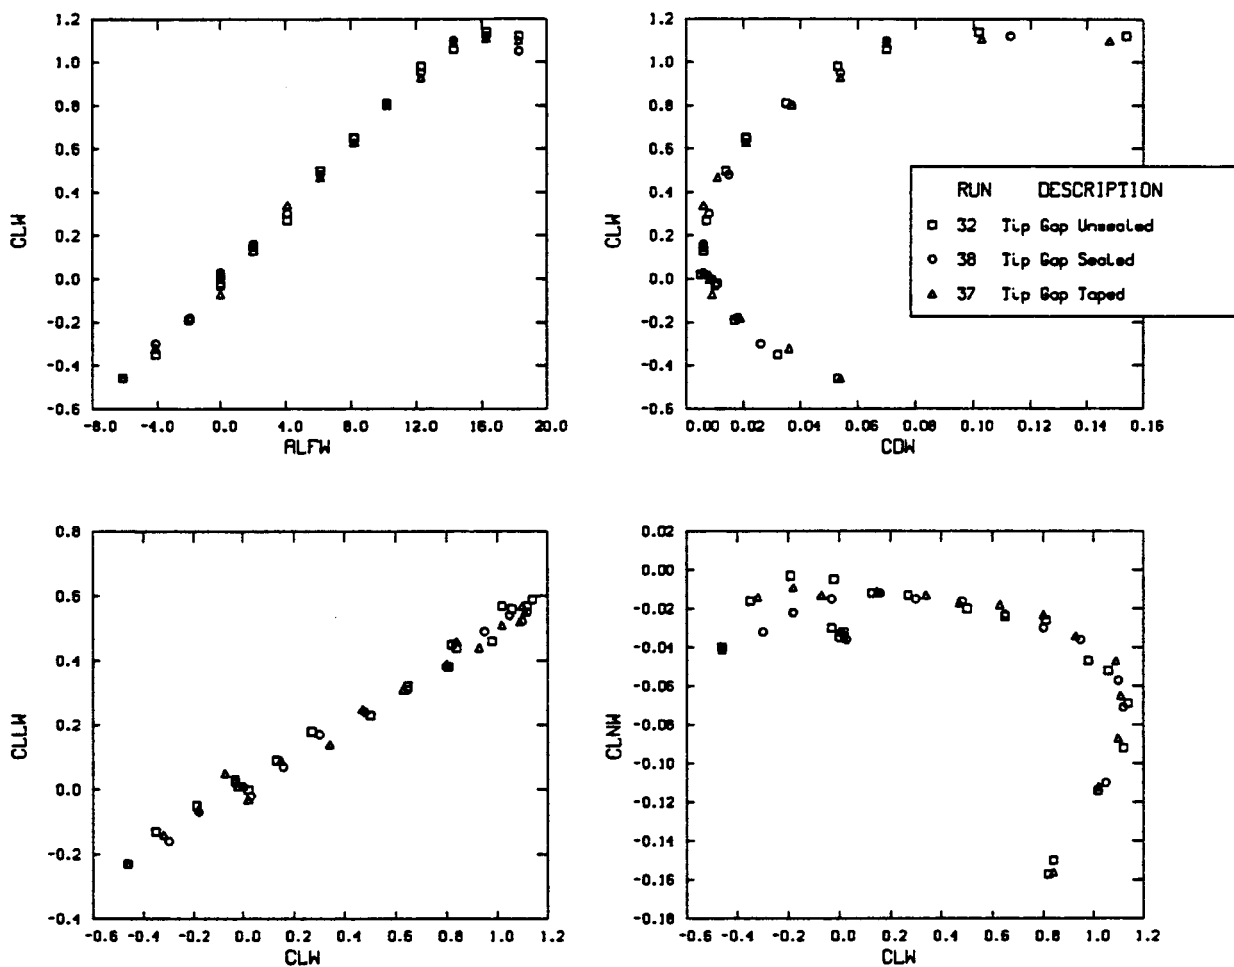 1.2
1.0
0.8
0.6
0.4
0.2
0.0
-0.2
-0.4
-0.6
CLW
-8.0 -4.0 0.0 4.0 8.0 12.0 16.0 20.0
ALFW
1.2
1.0
0.8
0.6
0.4
0.2
0.0
-0.2
-0.4
-0.6
CLW
0.00 0.02 0.04 0.06 0.08 0.10 0.12 0.14 0.16
CDW
RUN DESCRIPTION
32 Tip Gap Unsealed
38 Tip Gap Sealed
37 Tip Gap Taped
0.8
0.6
0.4
0.2
0.0
-0.2
-0.4
CLLW
-0.6 -0.4 -0.2 0.0 0.2 0.4 0.6 0.8 1.0 1.2
CLW
0.02
0.00
-0.02
-0.04
-0.06
-0.08
-0.10
-0.12
-0.14
-0.16
-0.18
CLNW
-0.6 -0.4 -0.2 0.0 0.2 0.4 0.6 0.8 1.0 1.2
CLW